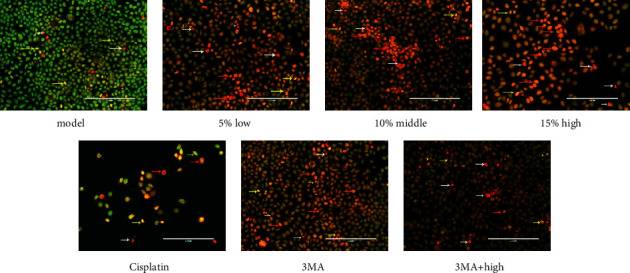 model
5% low
10% middle
15% high
Cisplatin
3MA
3MA+high